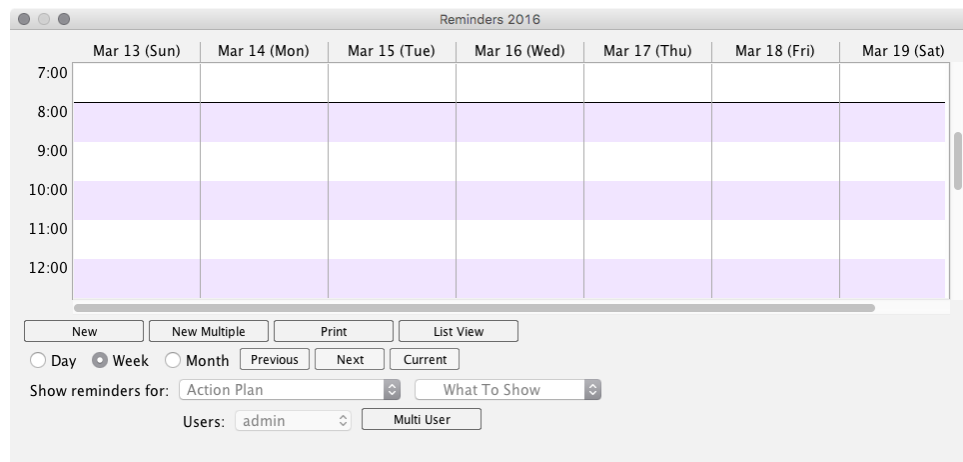 Reminders 2016
Mar 13 (Sun) Mar 14 (Mon) Mar 15 (Tue) Mar 16 (Wed) Mar 17 (Thu) Mar 18 (Fri) Mar 19 (Sat)
7:00
8:00
9:00
10:00
11:00
12:00
New New Multiple Print List View
Day Week Month Previous Next Current
Show reminders for: Action Plan What To Show
Users: admin Multi User